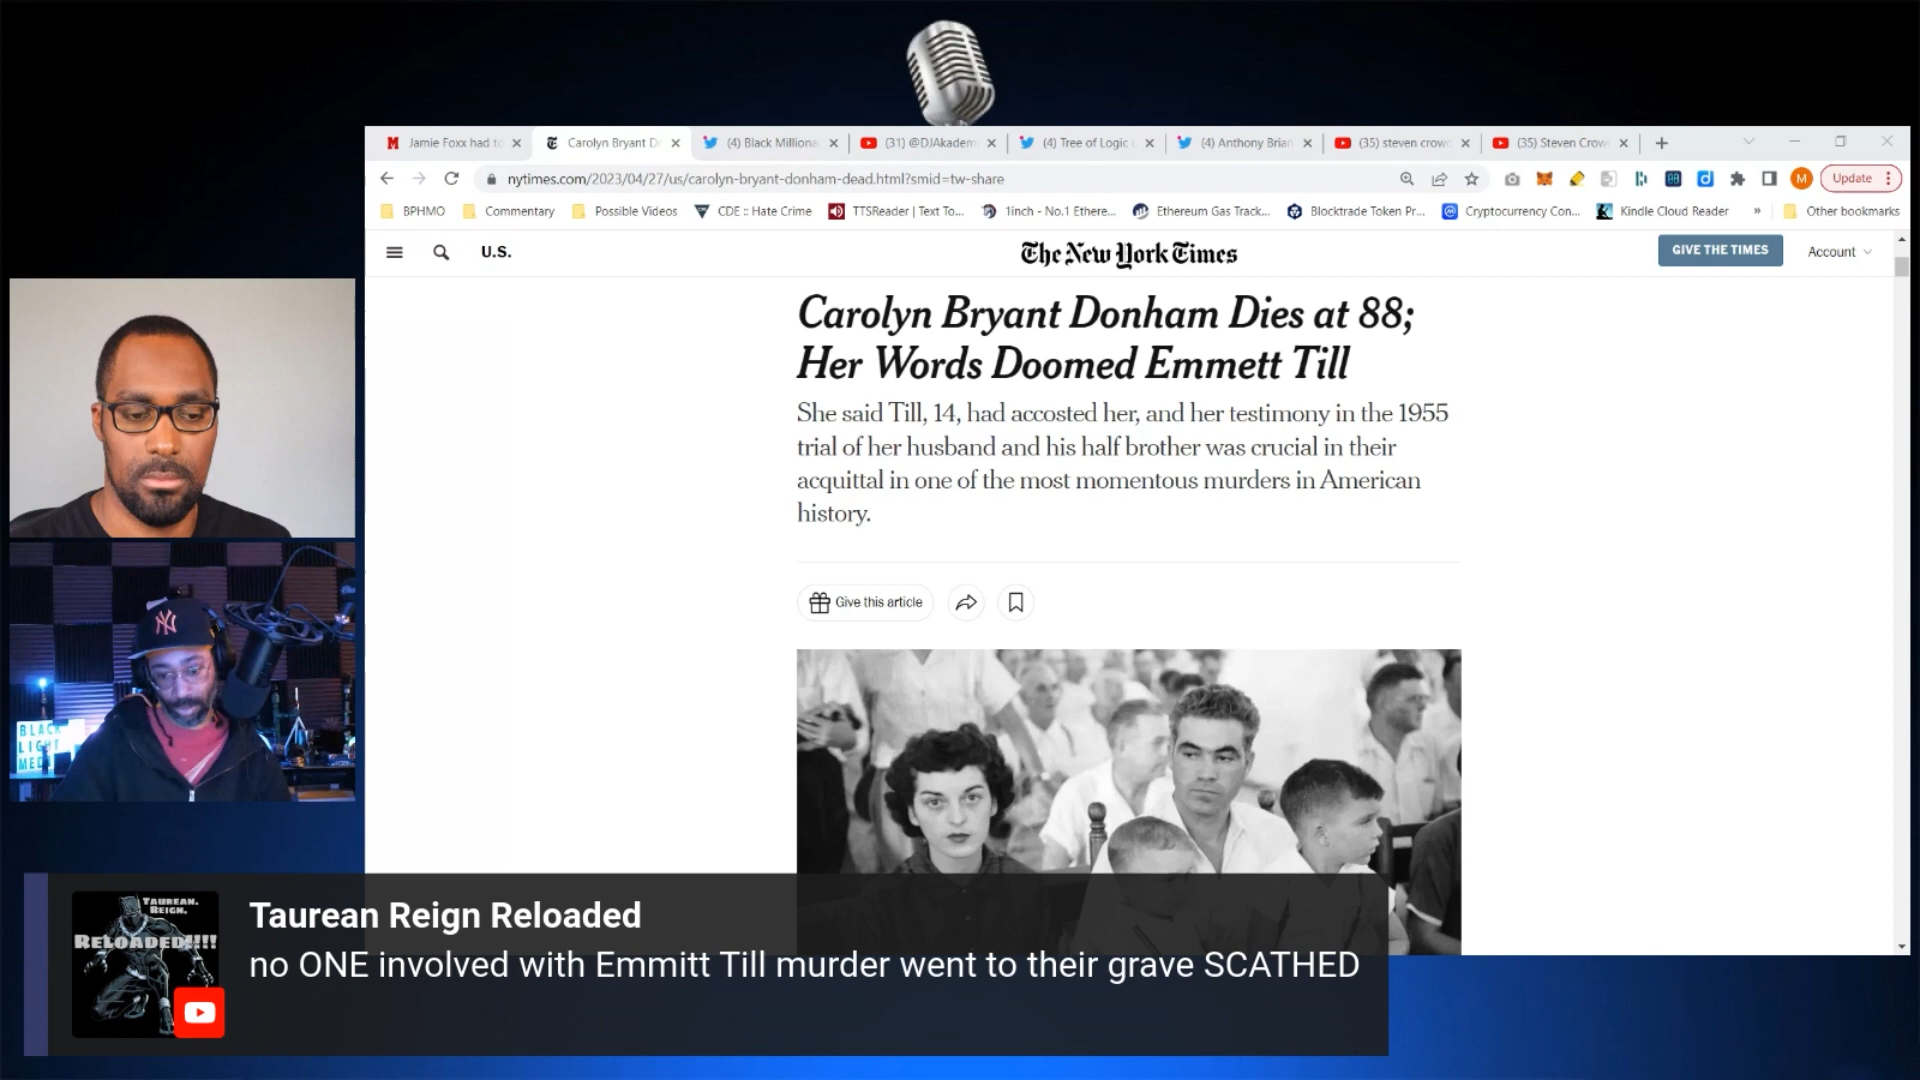 Jamie Foxx had to
Carolyn Bryant Do
(4) Black Milliona
(31) @DJAkadem
(4) Tree of Logic
(4) Anthony Brian
(35) steven crow
(35) Steven Crow
nytimes.com/2023/04/27/us/carolyn-bryant-donham-dead.html?smid=tw-share
M
Update
BPHMO
Commentary
Possible Videos
CDE :: Hate Crime
TTSReader | Text To...
1inch - No.1 Ethere...
Ethereum Gas Track...
Blocktrade Token Pr...
Cryptocurrency Con...
Kindle Cloud Reader
»
Other bookmarks
U.S.
The New York Times
GIVE THE TIMES
Account
Carolyn Bryant Donham Dies at 88;
Her Words Doomed Emmett Till
She said Till, 14, had accosted her, and her testimony in the 1955
trial of her husband and his half brother was crucial in their
acquittal in one of the most momentous murders in American
history.
Give this article
NY
BLACK
LIGHT
MEDI
TAUREAN.
REIGN.
RELOADED!!!!
Taurean Reign Reloaded
no ONE involved with Emmitt Till murder went to their grave SCATHED